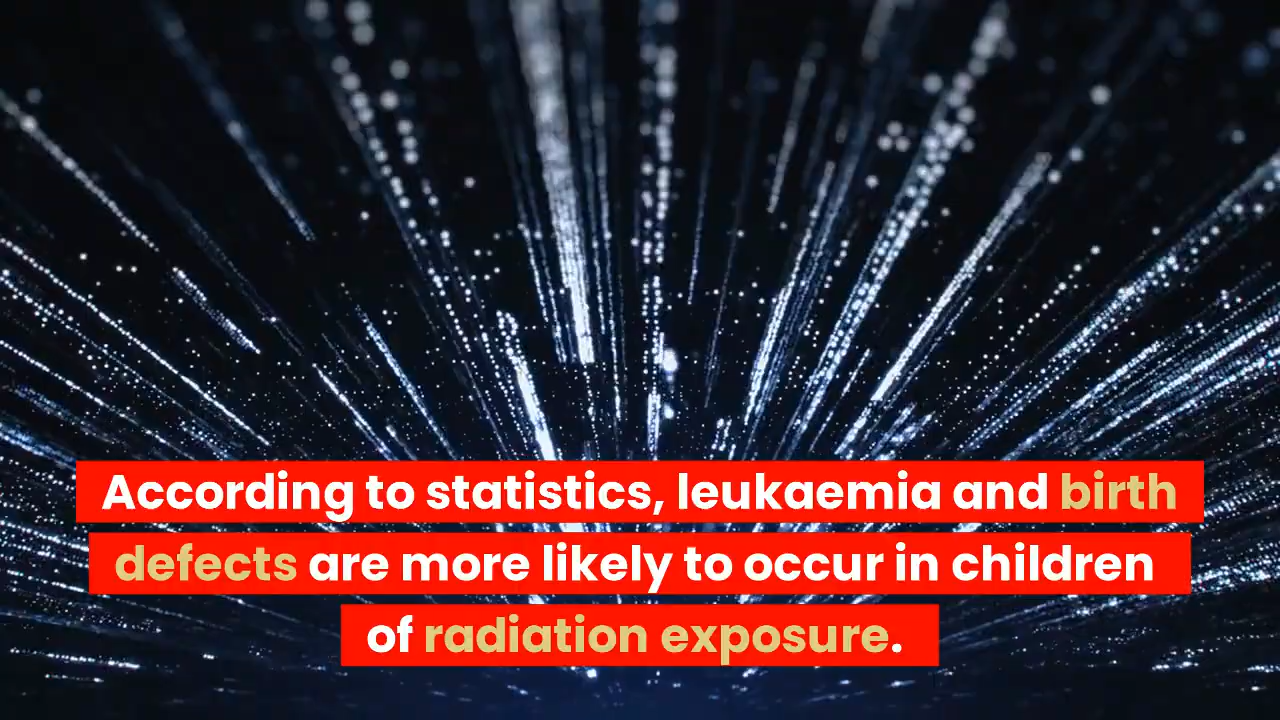 According to statistics, leukaemia and birth
defects are more likely to occur in children
of radiation exposure.